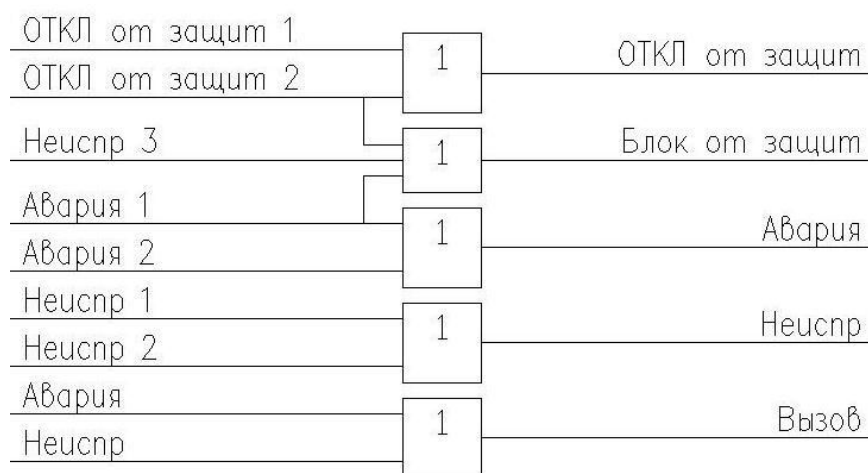 ОТКЛ от защит 1
1
ОТКЛ от защит
ОТКЛ от защит 2
Неиспр 3
1
Блок от защит
Авария 1
1
Авария
Авария 2
Неиспр 1
1
Неиспр
Неиспр 2
Авария
1
Вызов
Неиспр